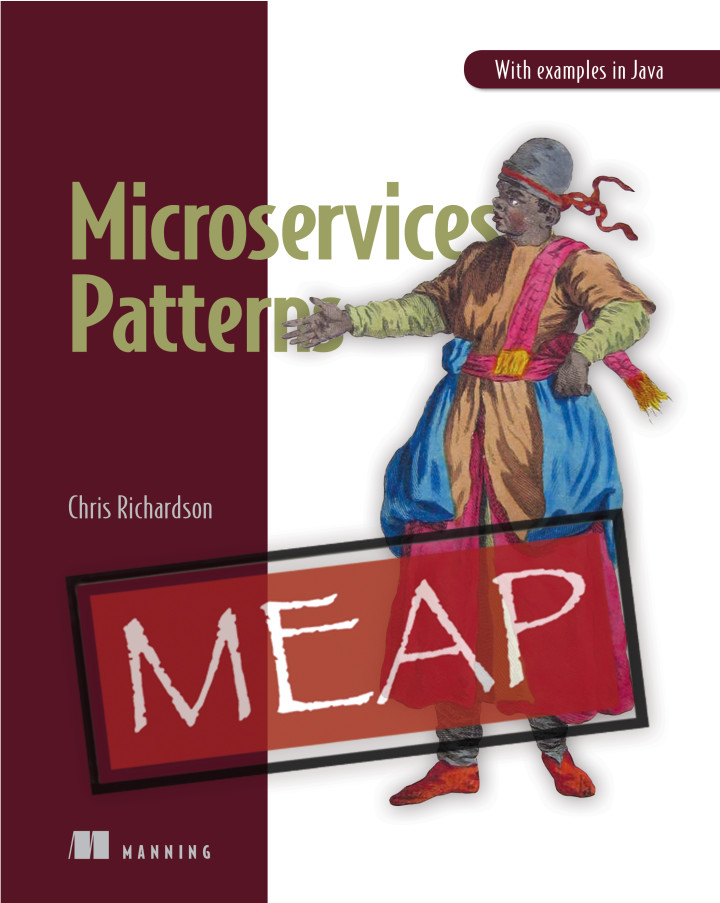 With examples in Java
Microservices
Patterns
Chris Richardson
MEAP
MANNING